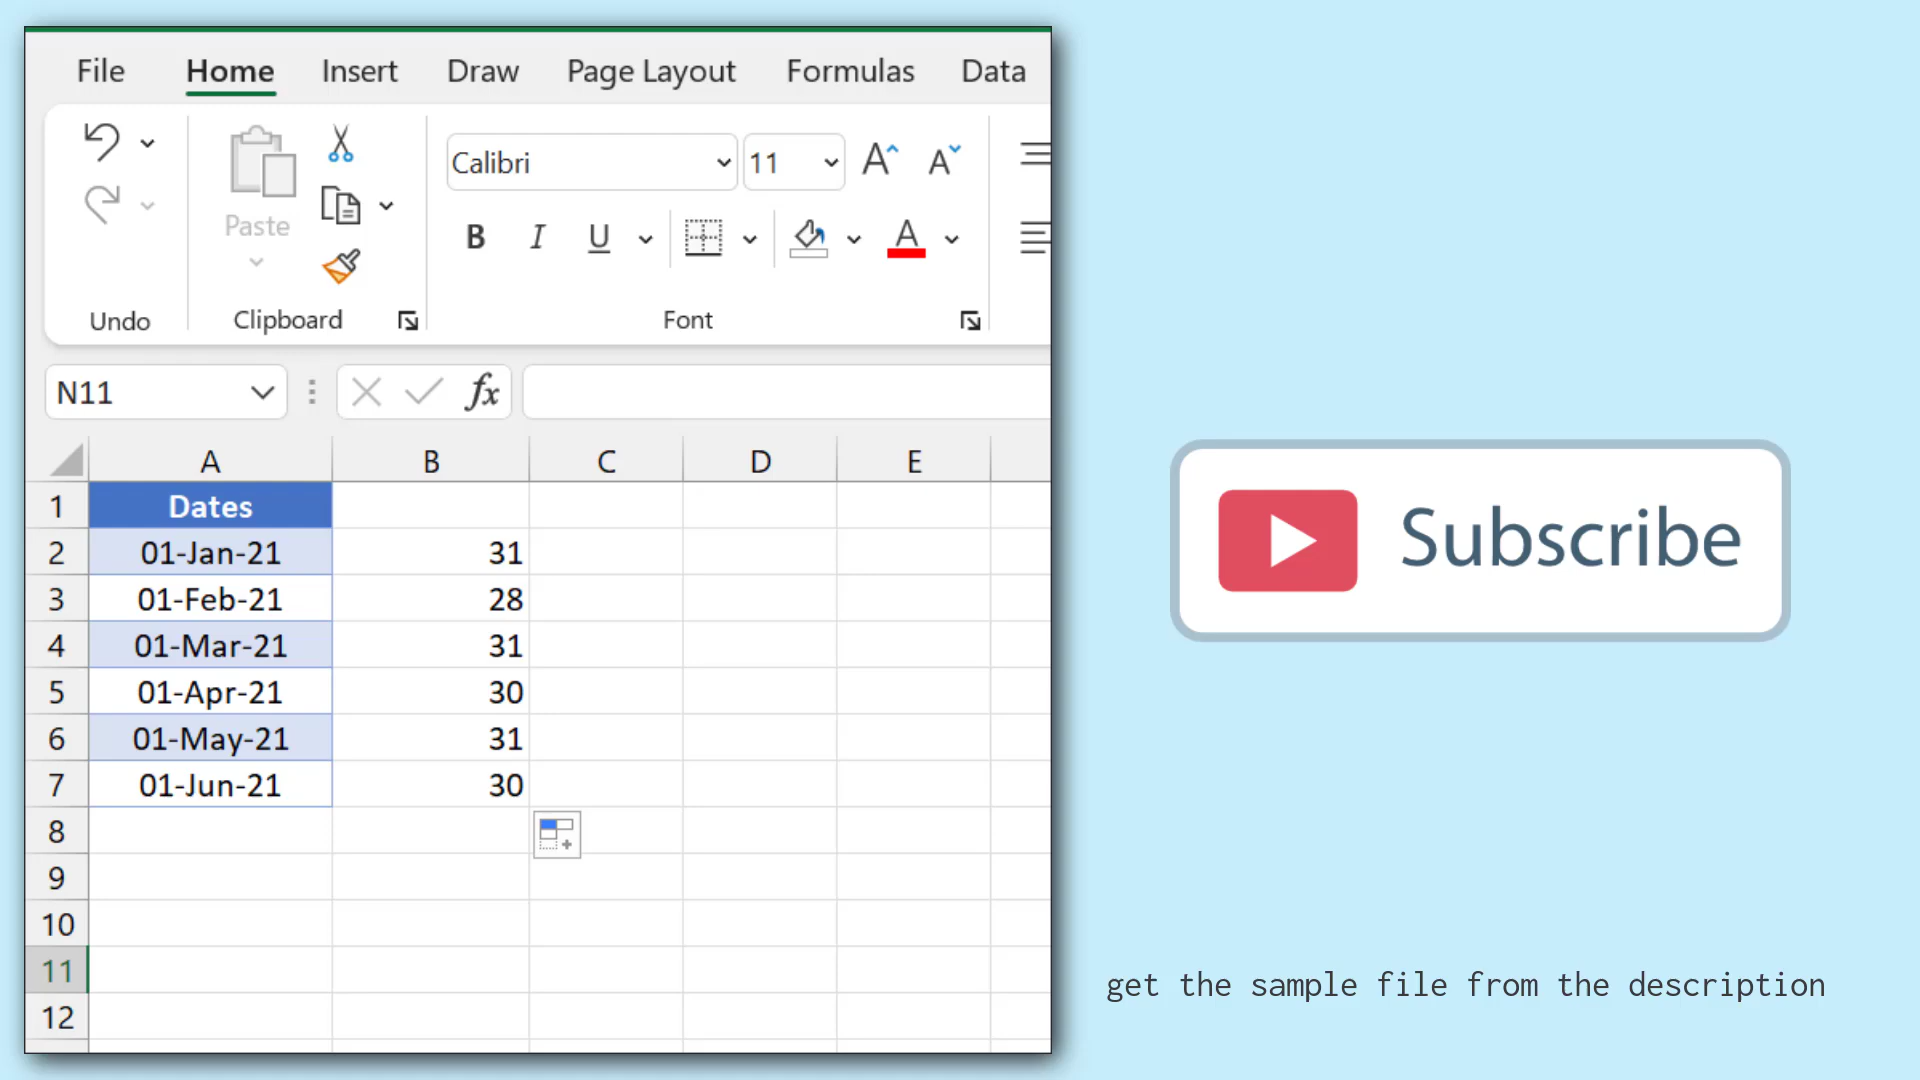 File Home Insert Draw Page Layout Formulas Data
Calibri 11
Paste
B I U A
Undo Clipboard Font
N11 fx
A B C D E
1 Dates
2 01-Jan-21 31
3 01-Feb-21 28
4 01-Mar-21 31
5 01-Apr-21 30
6 01-May-21 31
7 01-Jun-21 30
8
9
10
11
12
Subscribe
get the sample file from the description